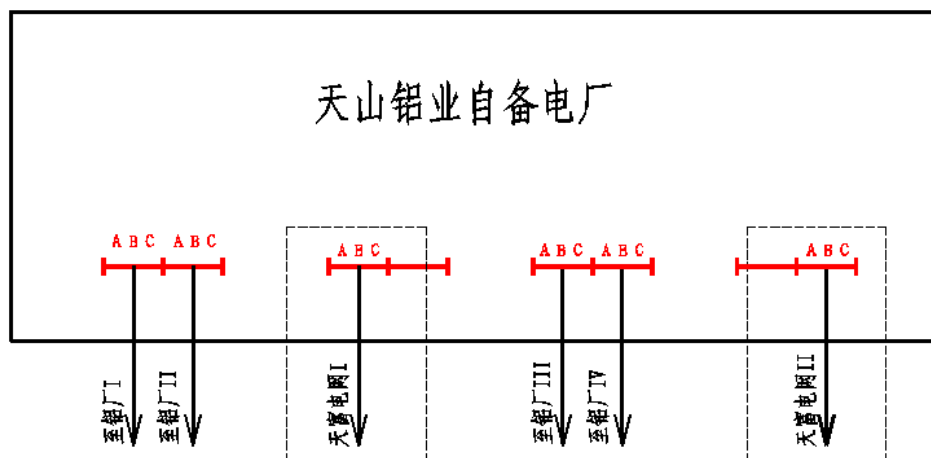 天山铝业自备电厂
A B C A B C
A B C
A B C A B C
A B C
至铝厂I
至铝厂II
天富电网I
至铝厂III
至铝厂IV
天富电网II